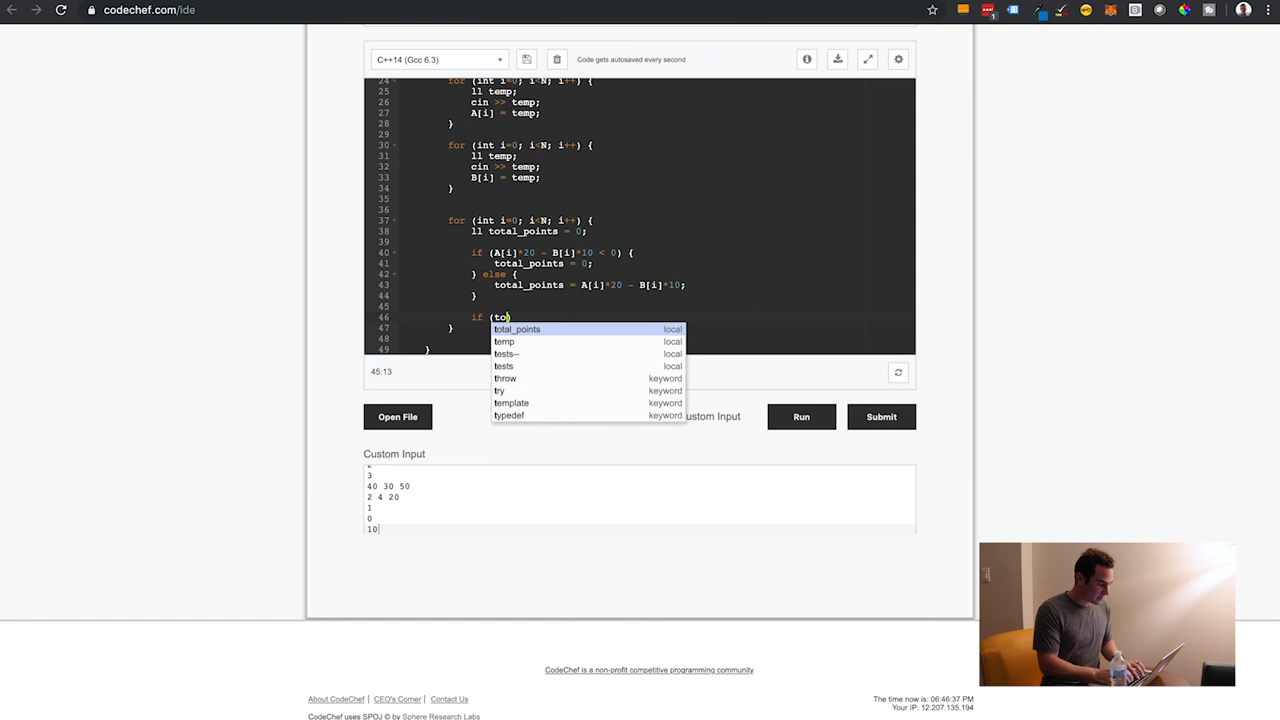 codechef.com/ide
C++14 (Gcc 6.3)
Code gets autosaved every second
24 for (int i=0; i<N; i++) {
25 ll temp;
26 cin >> temp;
27 A[i] = temp;
28 }
29
30 for (int i=0; i<N; i++) {
31 ll temp;
32 cin >> temp;
33 B[i] = temp;
34 }
35
36
37 for (int i=0; i<N; i++) {
38 ll total_points = 0;
39
40 if (A[i]*20 - B[i]*10 < 0) {
41 total_points = 0;
42 } else {
43 total_points = A[i]*20 - B[i]*10;
44 }
45
46 if (to)
47 }
48
49 }
total_points local
temp local
tests-- local
tests local
throw keyword
try keyword
template keyword
typedef keyword
45:13
Open File
ustom Input
Run
Submit
Custom Input
3
40 30 50
2 4 20
1
0
10
CodeChef is a non-profit competitive programming community
About CodeChef | CEO's Corner | Contact Us
The time now is: 06:46:37 PM
Your IP: 12.207.135.194
CodeChef uses SPOJ © by Sphere Research Labs